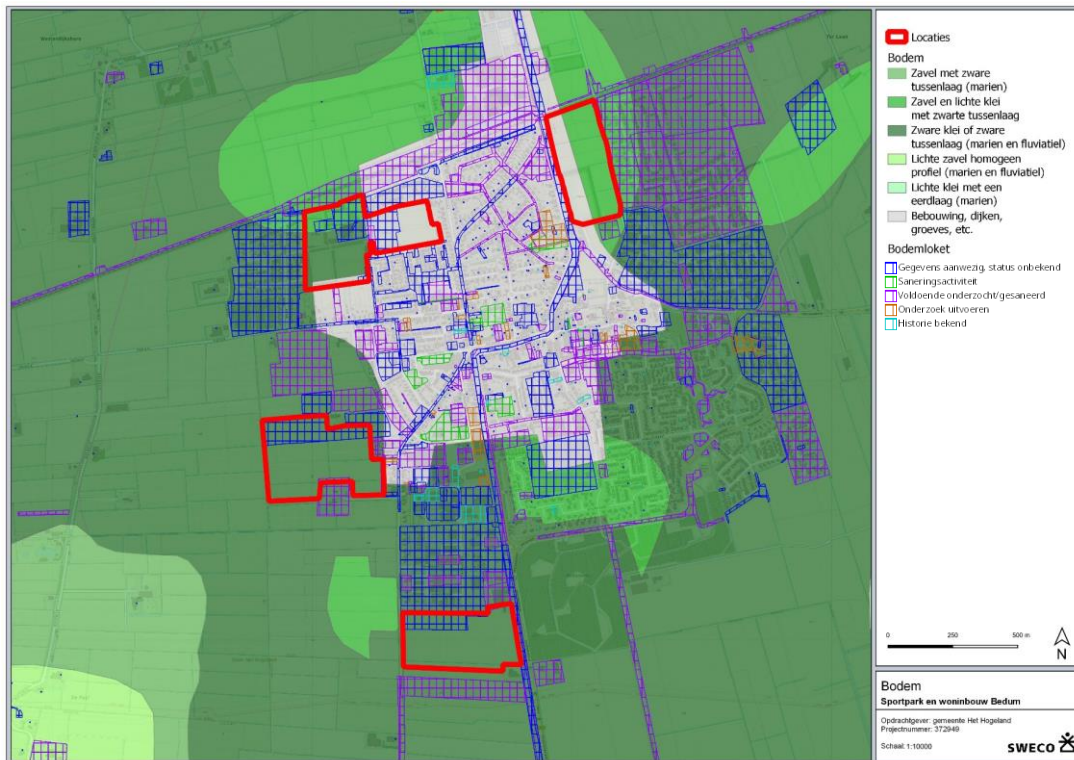 Locaties
Bodem
Zavel met zware
tussenlaag (marien)
Zavel en lichte klei
met zwarte tussenlaag
Zware klei of zware
tussenlaag (marien en fluviatiel)
Lichte zavel homogeen
profiel (marien en fluviatiel)
Lichte klei met een
eerdlaag (marien)
Bebouwing, dijken,
groeves, etc.
Bodemloket
Gegevens aanwezig, status onbekend
Saneringsactiviteit
Voldoende onderzocht/gesaneerd
Onderzoek uitvoeren
Historie bekend
0 250 500 m
N
Bodem
Sportpark en woninbouw Bedum
Opdrachtgever: gemeente Het Hogeland
Projectnummer: 372949
Schaal: 1:10000
SWECO